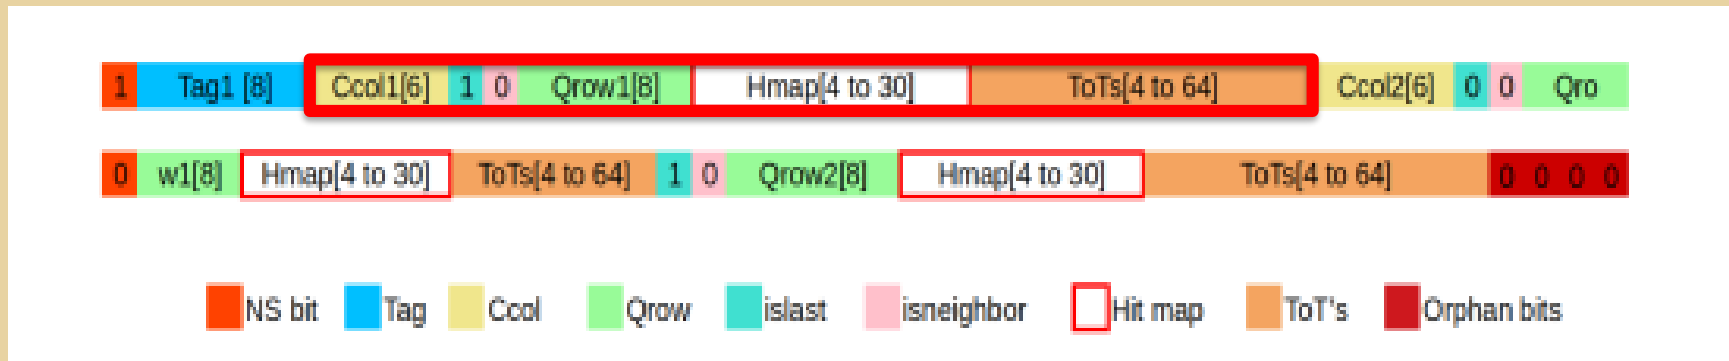 1 Tag1 [8] Ccol1[6] 1 0 Qrow1[8] Hmap[4 to 30] ToTs[4 to 64] Ccol2[6] 0 0 Qro
0 w1[8] Hmap[4 to 30] ToTs[4 to 64] 1 0 Qrow2[8] Hmap[4 to 30] ToTs[4 to 64] 0 0 0 0
NS bit Tag Ccol Qrow islast isneighbor Hit map ToT's Orphan bits